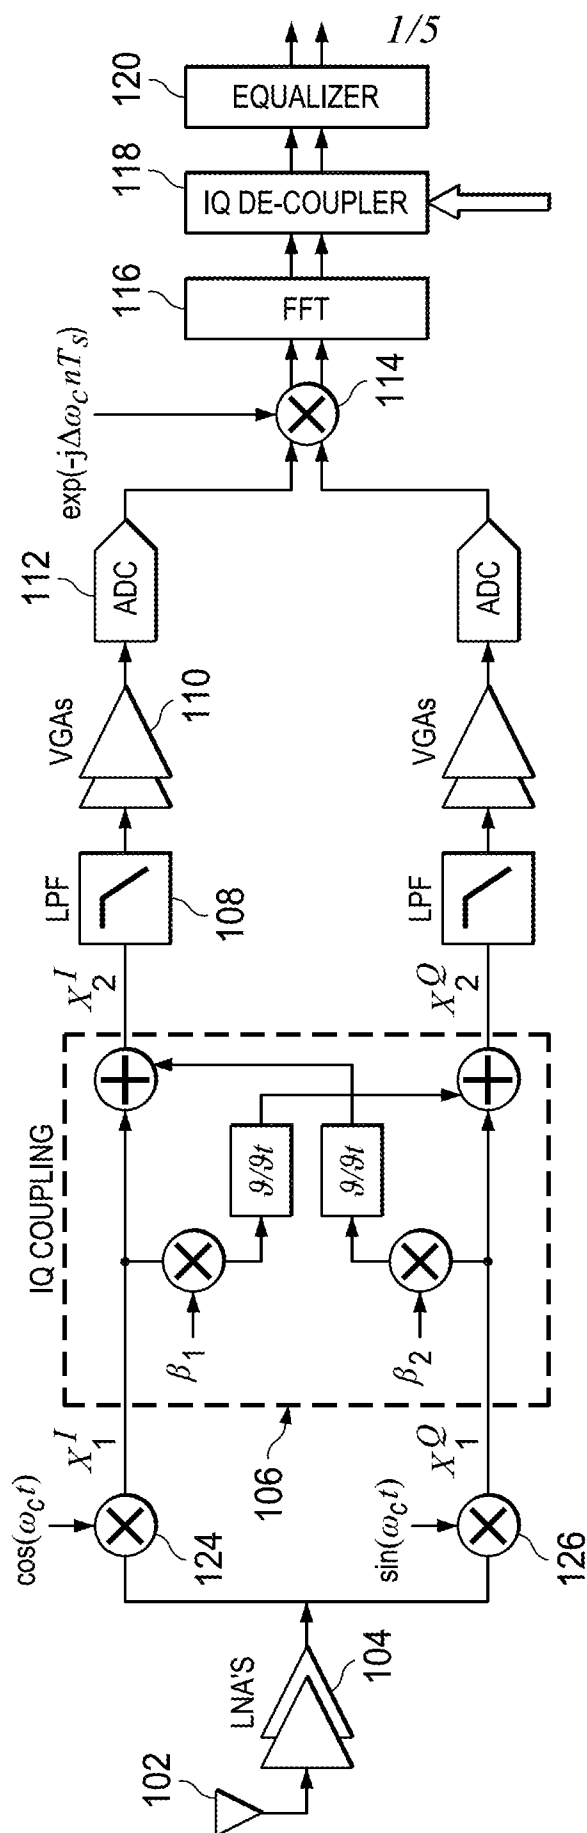 102
LNA'S
104
cos(ω_c t)
124
sin(ω_c t)
126
X_1^I
X_1^Q
106
IQ COUPLING
β_1
β_2
ϑ/ϑt
ϑ/ϑt
X_2^I
X_2^Q
LPF
108
LPF
VGAs
110
VGAs
112
ADC
ADC
exp(-jΔω_C nT_s)
114
116
FFT
118
IQ DE-COUPLER
120
EQUALIZER
1/5